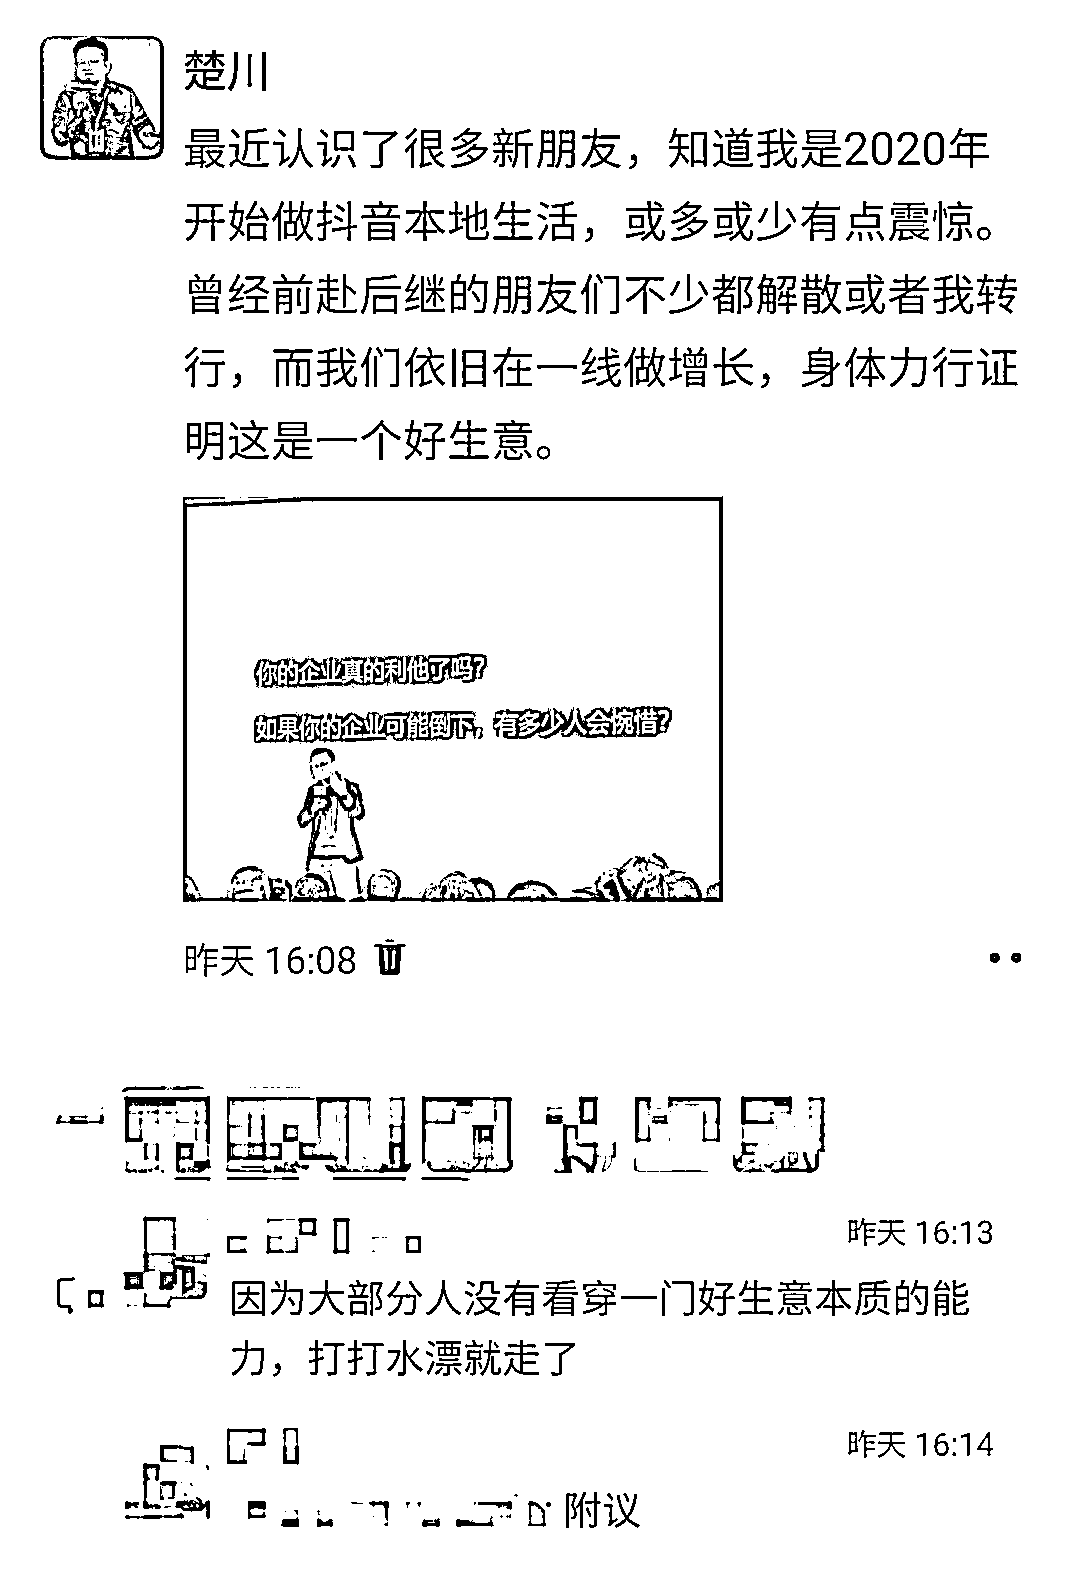 楚川
最近认识了很多新朋友，知道我是2020年
开始做抖音本地生活，或多或少有点震惊。
曾经前赴后继的朋友们不少都解散或者我转
行，而我们依旧在一线做增长，身体力行证
明这是一个好生意。
你的企业真的利他了吗?
如果你的企业可能倒下，有多少人会惋惜?
昨天 16:08
昨天 16:13
因为大部分人没有看穿一门好生意本质的能
力，打打水漂就走了
昨天 16:14
附议